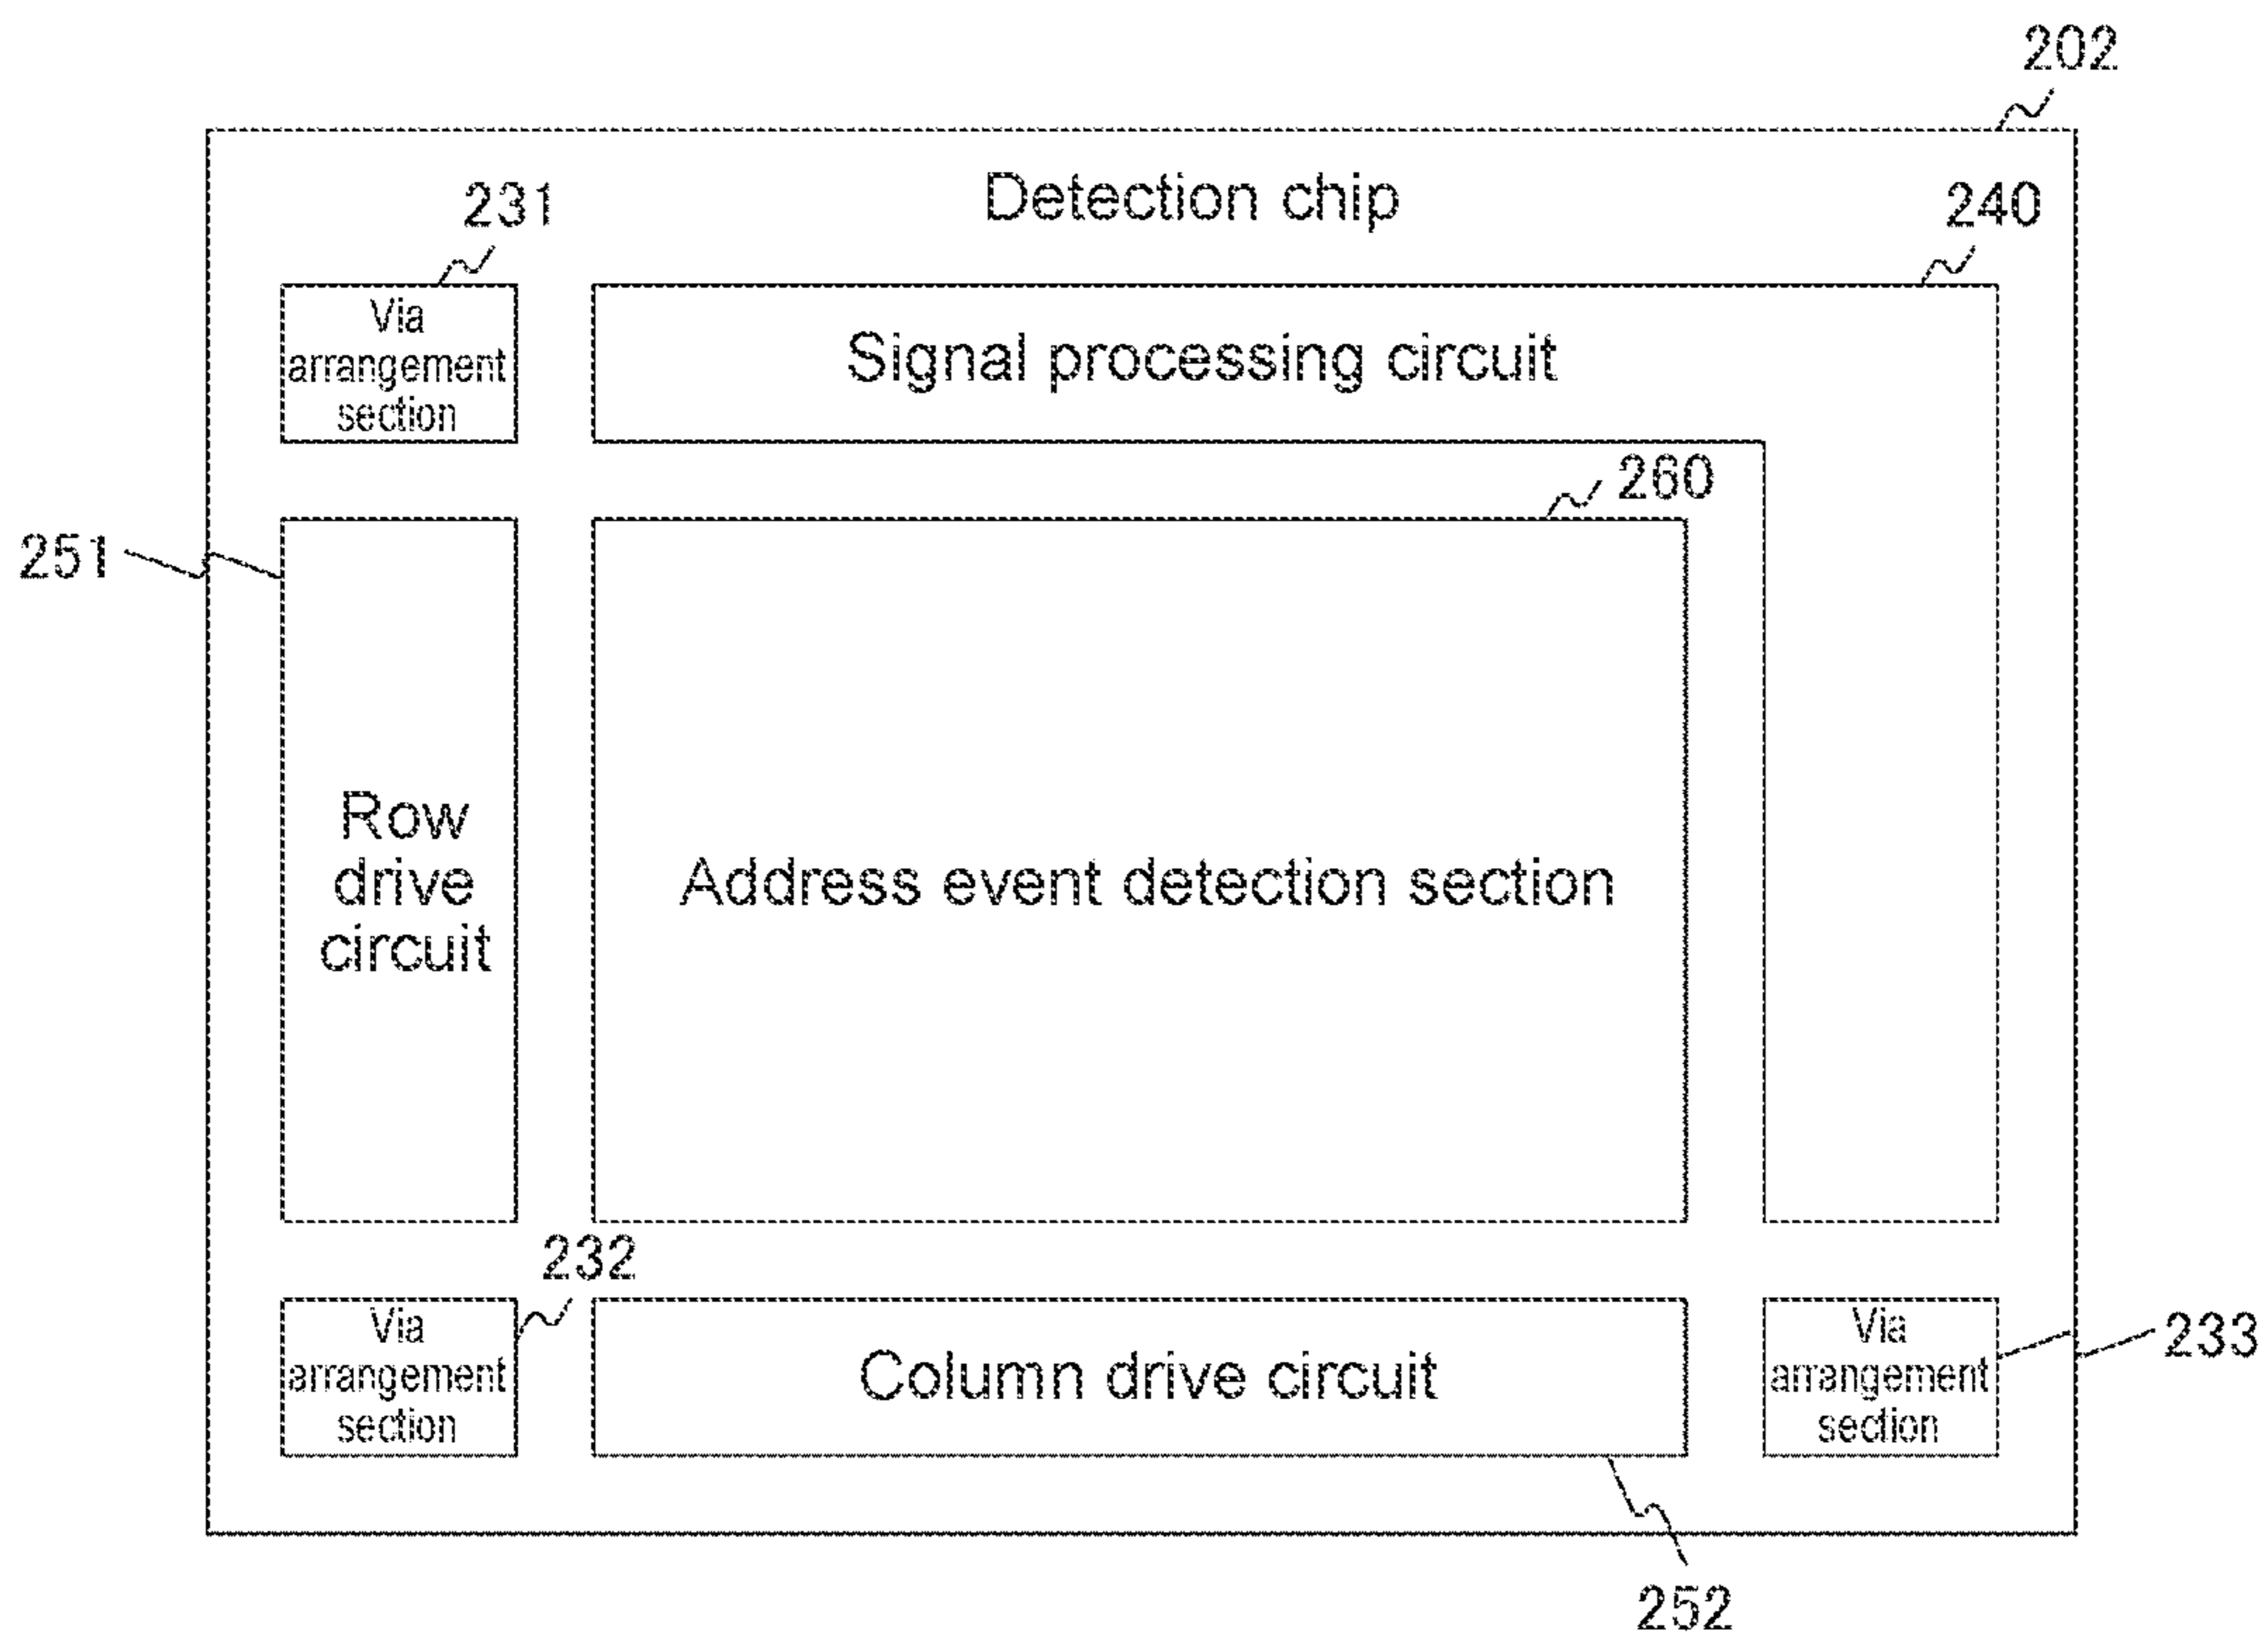 202
Detection chip
231
240
Via
arrangement
section
Signal processing circuit
260
251
Row
drive
circuit
Address event detection section
232
Via
arrangement
section
Column drive circuit
Via
arrangement
section
233
252